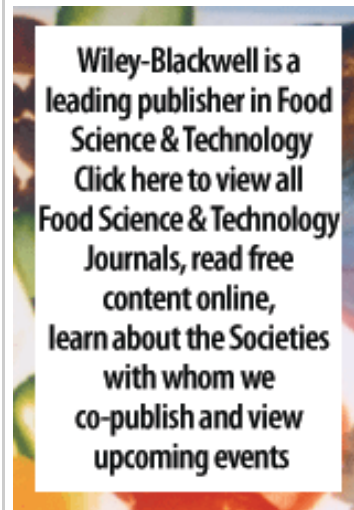 Wiley-Blackwell is a
leading publisher in Food
Science & Technology
Click here to view all
Food Science & Technology
Journals, read free
content online,
learn about the Societies
with whom we
co-publish and view
upcoming events